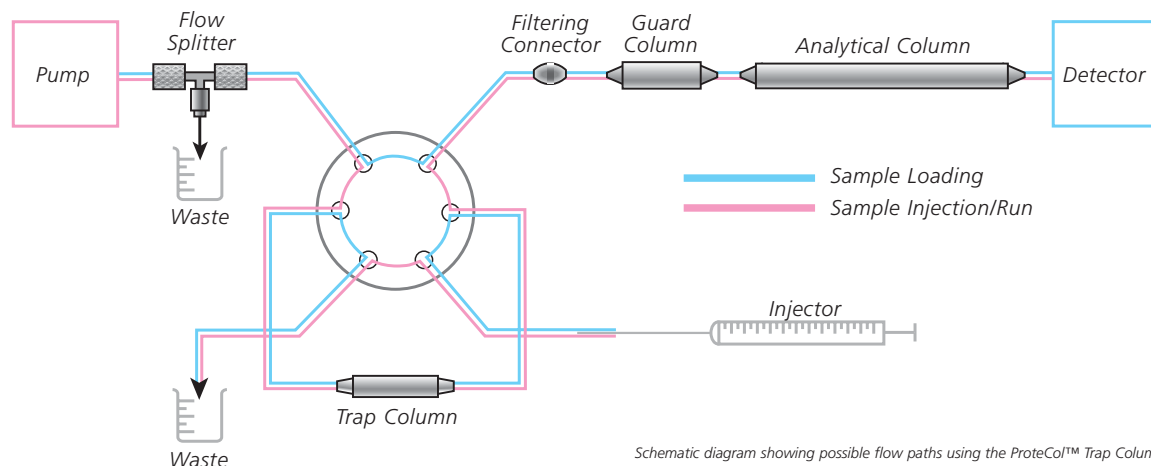 Flow
Splitter
Pump
Waste
Filtering
Connector
Guard
Column
Analytical Column
Detector
Sample Loading
Sample Injection/Run
Injector
Trap Column
Waste
Schematic diagram showing possible flow paths using the ProteCol™ Trap Colum